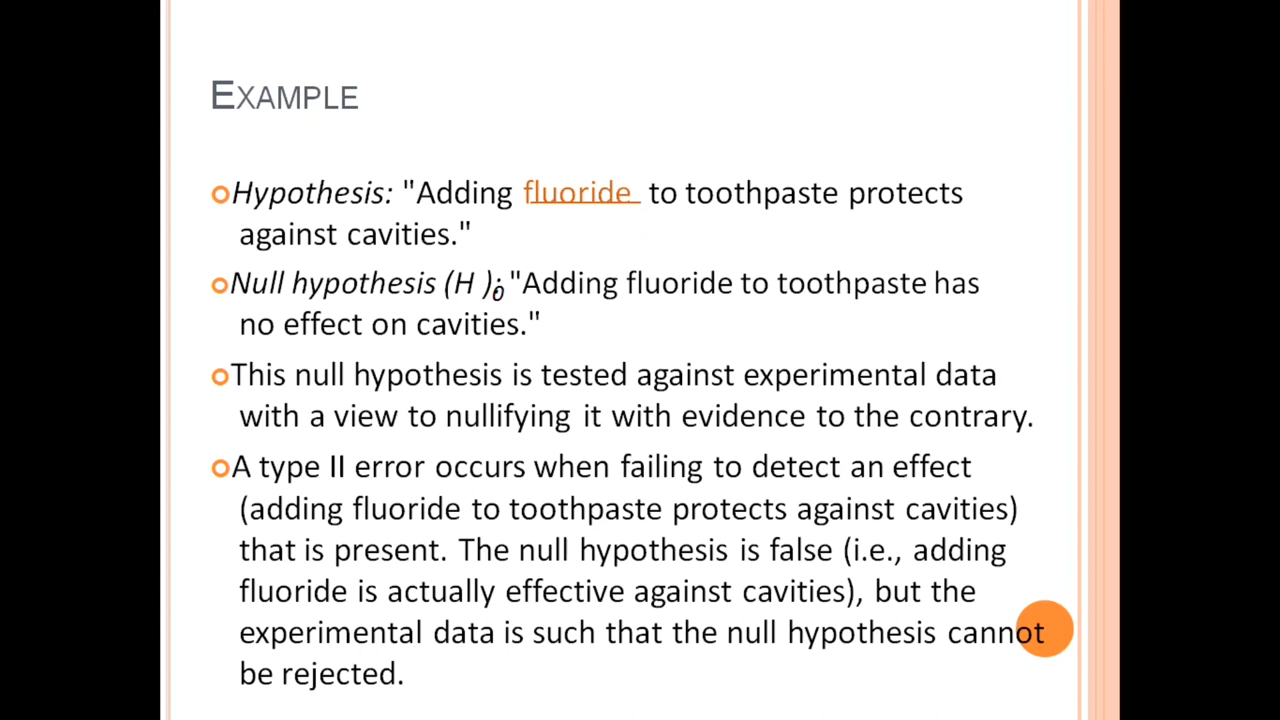 EXAMPLE
Hypothesis: "Adding fluoride to toothpaste protects
against cavities."
Null hypothesis (H0): "Adding fluoride to toothpaste has
no effect on cavities."
This null hypothesis is tested against experimental data
with a view to nullifying it with evidence to the contrary.
A type II error occurs when failing to detect an effect
(adding fluoride to toothpaste protects against cavities)
that is present. The null hypothesis is false (i.e., adding
fluoride is actually effective against cavities), but the
experimental data is such that the null hypothesis cannot
be rejected.